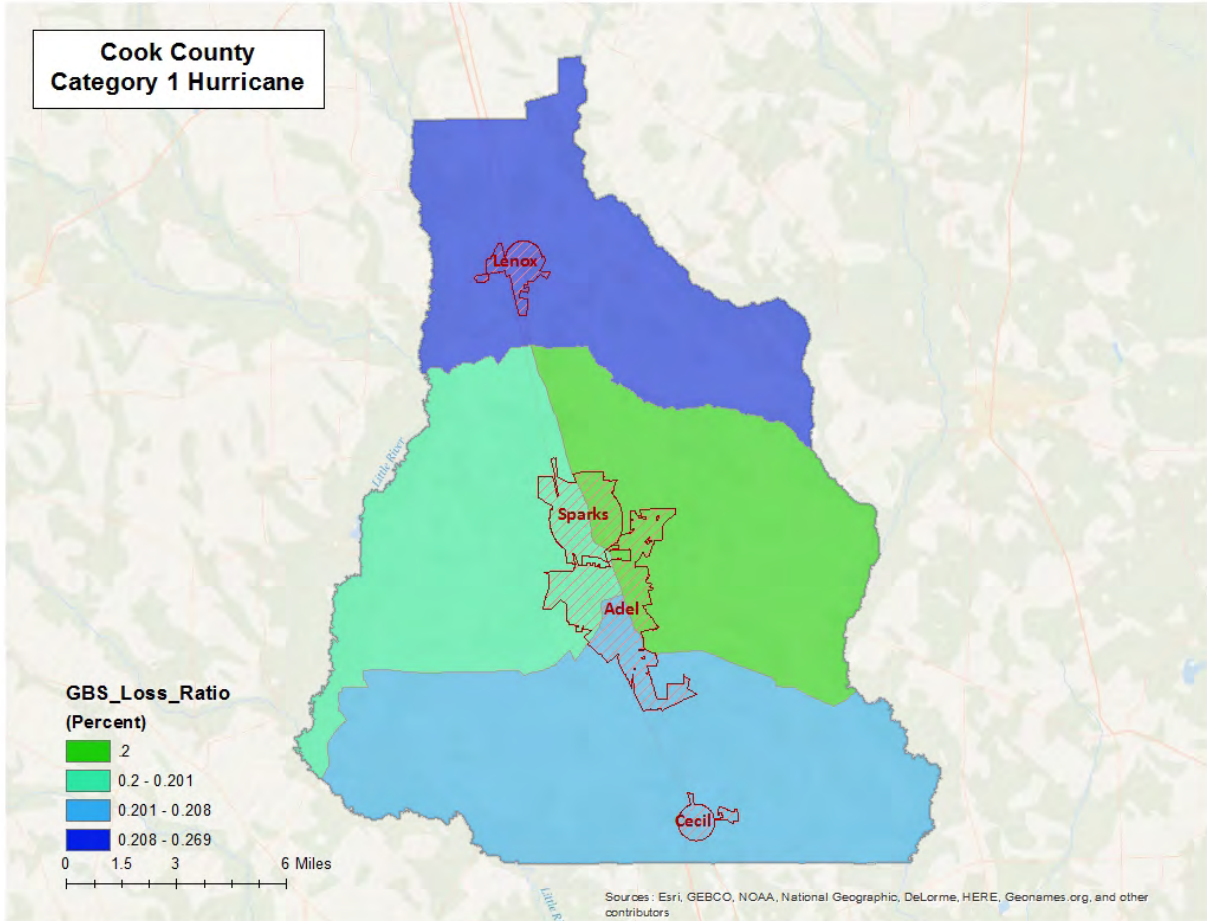 Cook County
Category 1 Hurricane
Lenox
Little River
Sparks
Adel
Cecil
GBS_Loss_Ratio
(Percent)
.2
0.2 - 0.201
0.201 - 0.208
0.208 - 0.269
0 1.5 3 6 Miles
Little R
Sources: Esri, GEBCO, NOAA, National Geographic, DeLorme, HERE, Geonames.org, and other
contributors